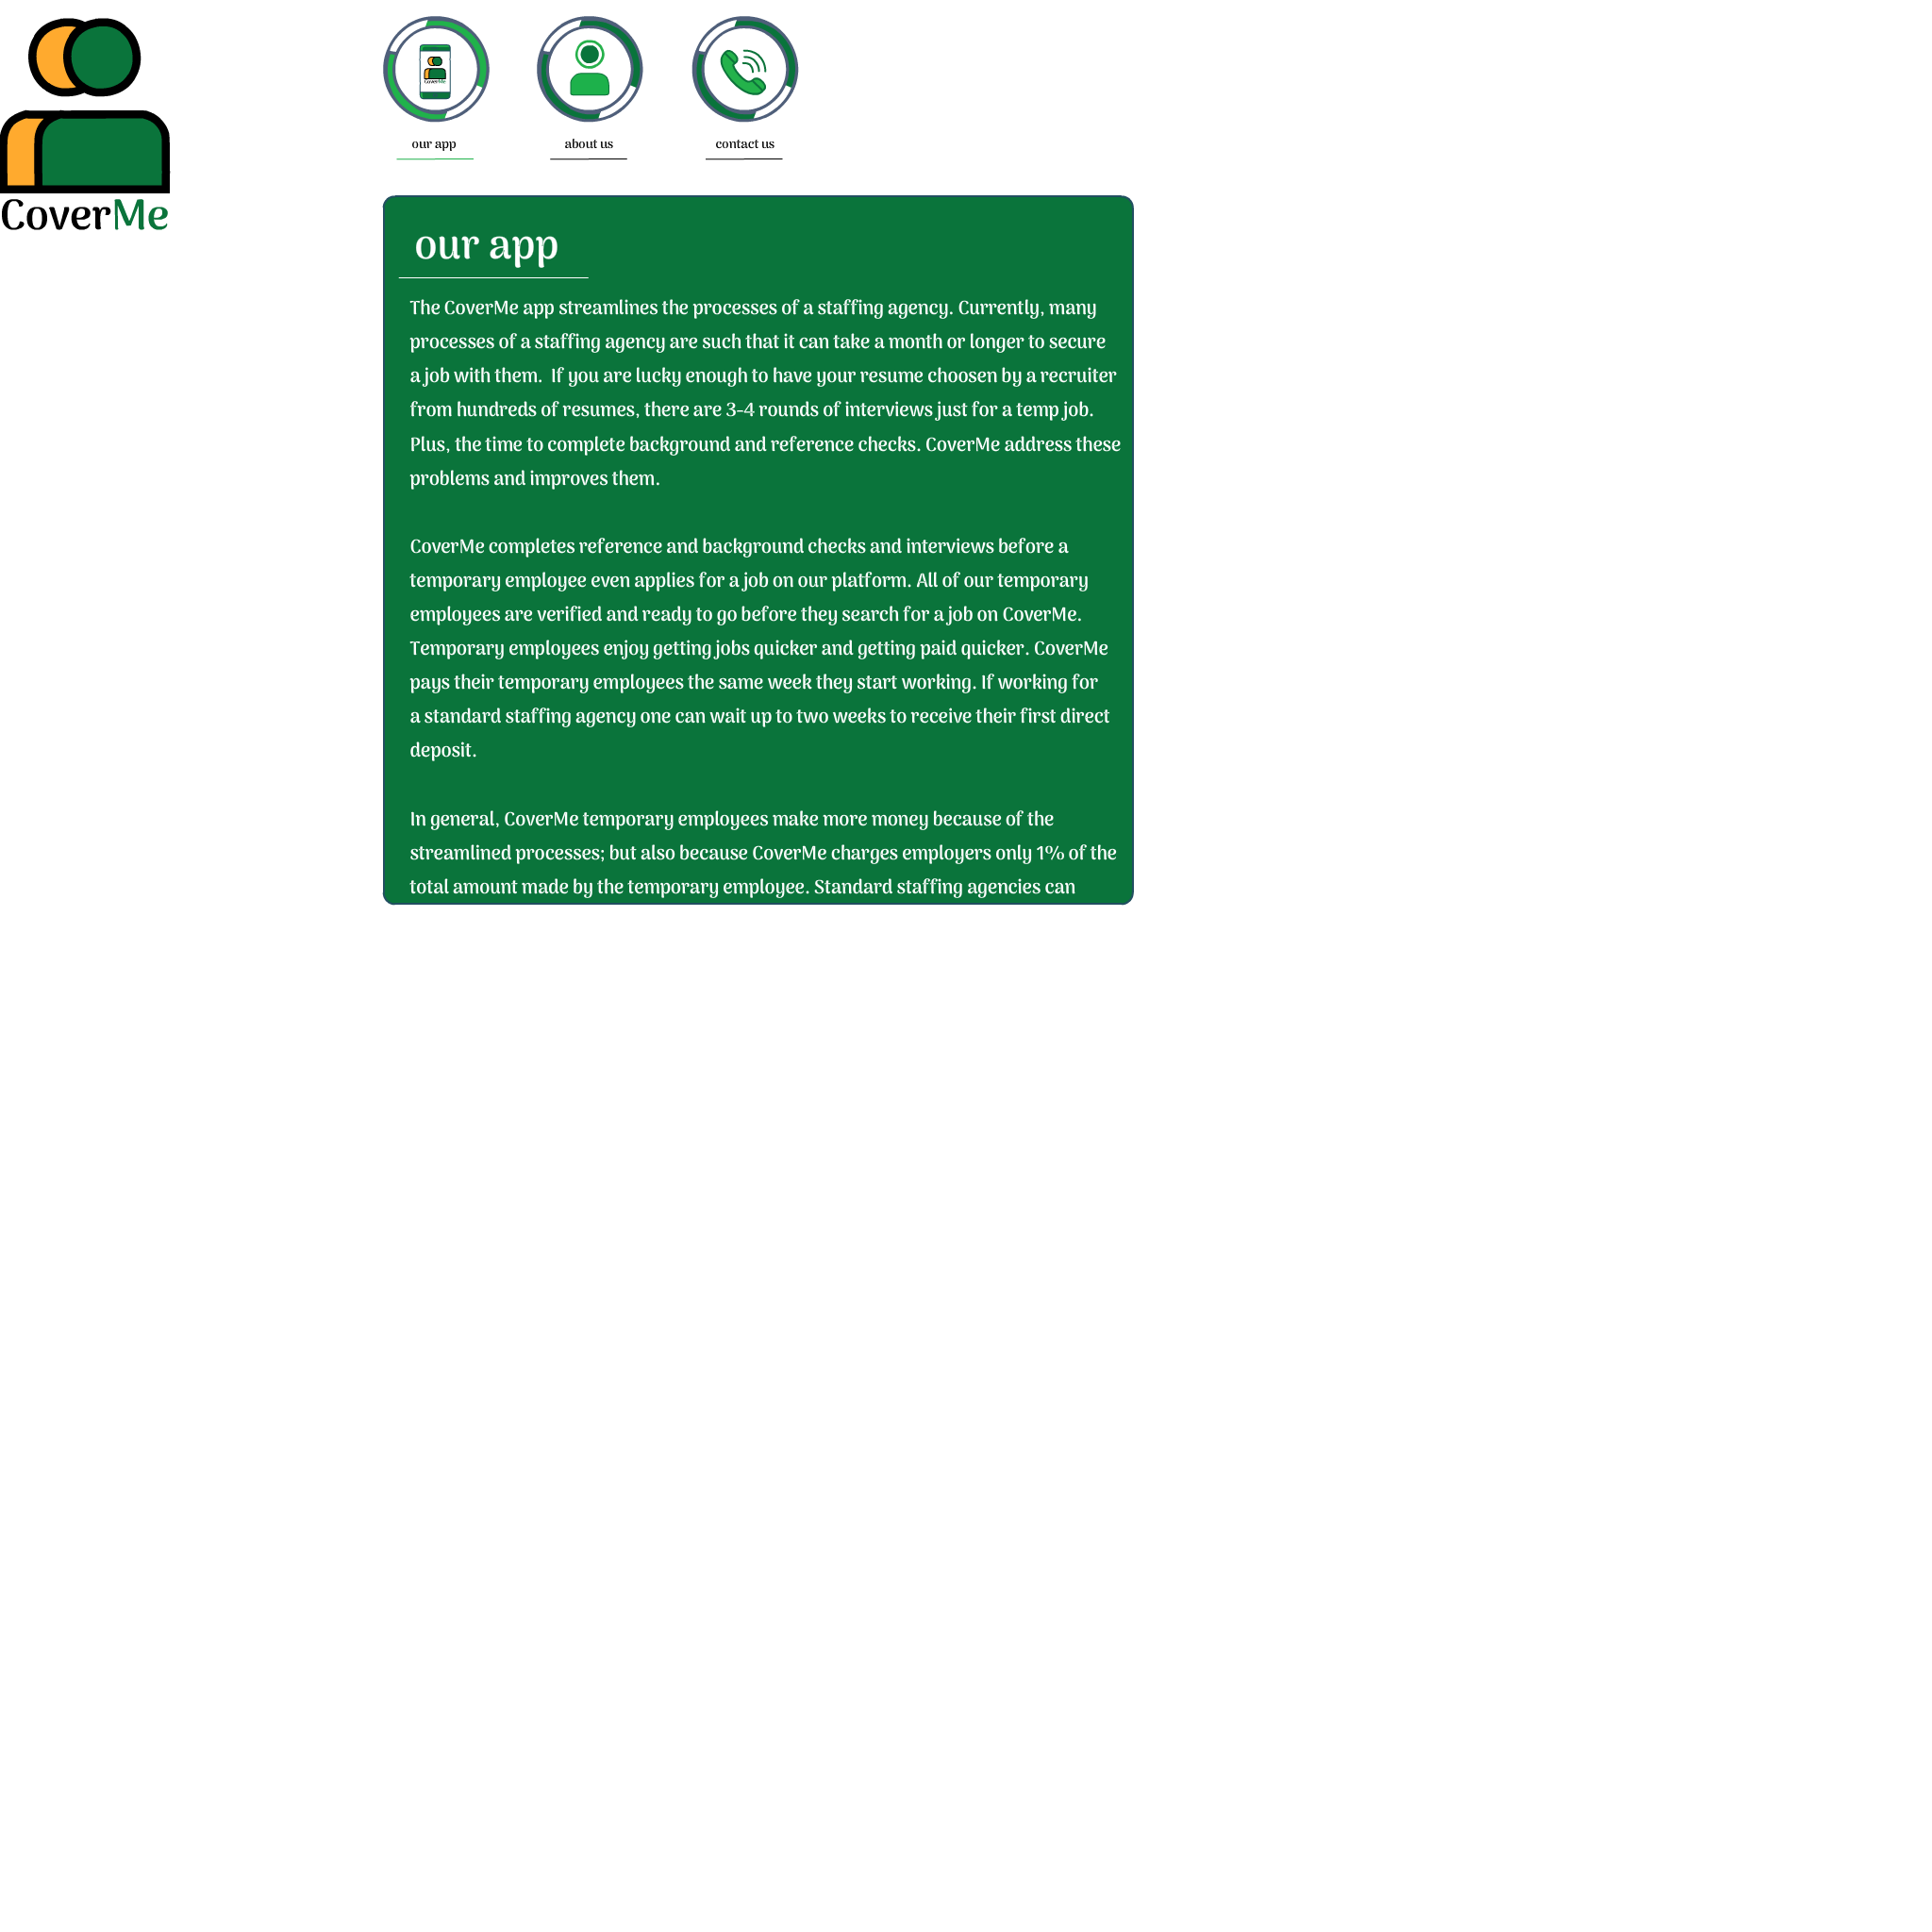 CoverMe
our app
about us
contact us
our app
The CoverMe app streamlines the processes of a staffing agency. Currently, many
processes of a staffing agency are such that it can take a month or longer to secure
a job with them.  If you are lucky enough to have your resume choosen by a recruiter
from hundreds of resumes, there are 3-4 rounds of interviews just for a temp job.
Plus, the time to complete background and reference checks. CoverMe address these
problems and improves them.
CoverMe completes reference and background checks and interviews before a
temporary employee even applies for a job on our platform. All of our temporary
employees are verified and ready to go before they search for a job on CoverMe.
Temporary employees enjoy getting jobs quicker and getting paid quicker. CoverMe
pays their temporary employees the same week they start working. If working for
a standard staffing agency one can wait up to two weeks to receive their first direct
deposit.
In general, CoverMe temporary employees make more money because of the
streamlined processes; but also because CoverMe charges employers only 1% of the
total amount made by the temporary employee. Standard staffing agencies can